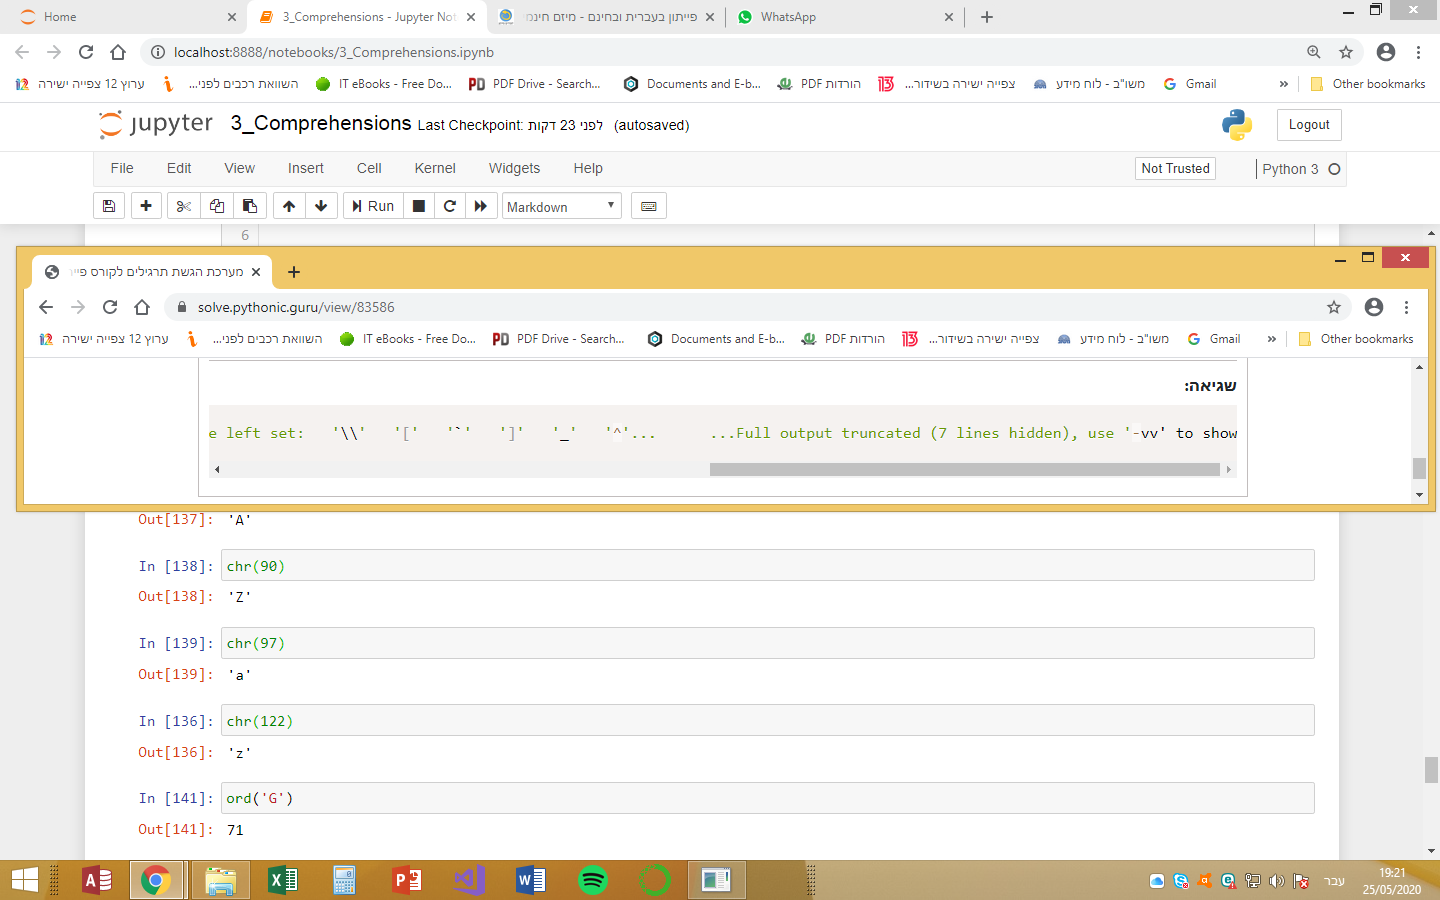 Home
3_Comprehensions - Jupyter Not
פייתון בעברית ובחינם - מיזם חינמ
WhatsApp
localhost:8888/notebooks/3_Comprehensions.ipynb
ערוץ 12 צפייה ישירה
השוואת רכבים לפני...
IT eBooks - Free Do...
PDF Drive - Search...
Documents and E-b...
הורדות PDF
צפייה ישירה בשידור...
משו"ב - לוח מידע
Gmail
»
Other bookmarks
jupyter 3_Comprehensions Last Checkpoint: לפני 23 דקות (autosaved)
Logout
File Edit View Insert Cell Kernel Widgets Help
Not Trusted
Python 3
Run
Markdown
6
מערכת הגשת תרגילים לקורס פיי
solve.pythonic.guru/view/83586
ערוץ 12 צפייה ישירה
השוואת רכבים לפני...
IT eBooks - Free Do...
PDF Drive - Search...
Documents and E-b...
הורדות PDF
צפייה ישירה בשידור...
משו"ב - לוח מידע
Gmail
»
Other bookmarks
שגיאה:
e left set: '\\' '[' '`' ']' '_' '^'... ...Full output truncated (7 lines hidden), use '-vv' to show
Out[137]: 'A'
In [138]: chr(90)
Out[138]: 'Z'
In [139]: chr(97)
Out[139]: 'a'
In [136]: chr(122)
Out[136]: 'z'
In [141]: ord('G')
Out[141]: 71
עבר
19:21
25/05/2020